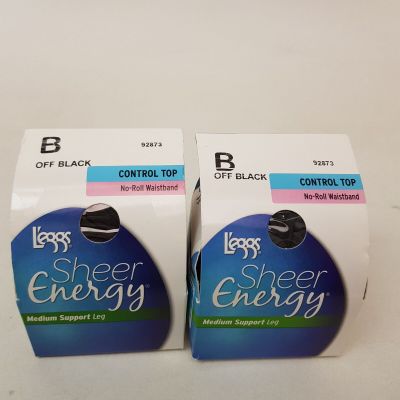 B
92873
OFF BLACK
CONTROL TOP
No-Roll Waistband
L'eggs
Sheer
Energy®
Medium Support Leg
B
92873
OFF BLACK
CONTROL TOP
No-Roll Waistband
L'eggs
Sheer
Energy®
Medium Support Leg